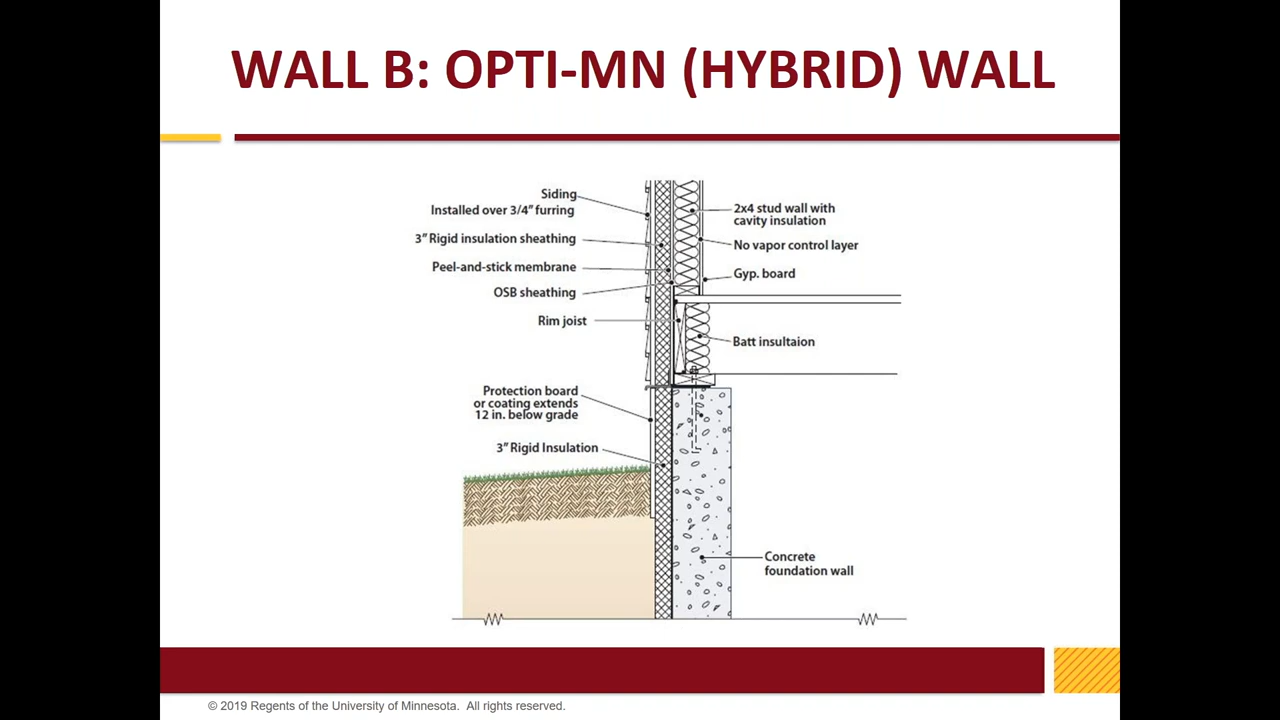 WALL B: OPTI-MN (HYBRID) WALL
Siding
Installed over 3/4" furring
3" Rigid insulation sheathing
Peel-and-stick membrane
OSB sheathing
Rim joist
Protection board
or coating extends
12 in. below grade
3" Rigid Insulation
2x4 stud wall with
cavity insulation
No vapor control layer
Gyp. board
Batt insultaion
Concrete
foundation wall
© 2019 Regents of the University of Minnesota. All rights reserved.